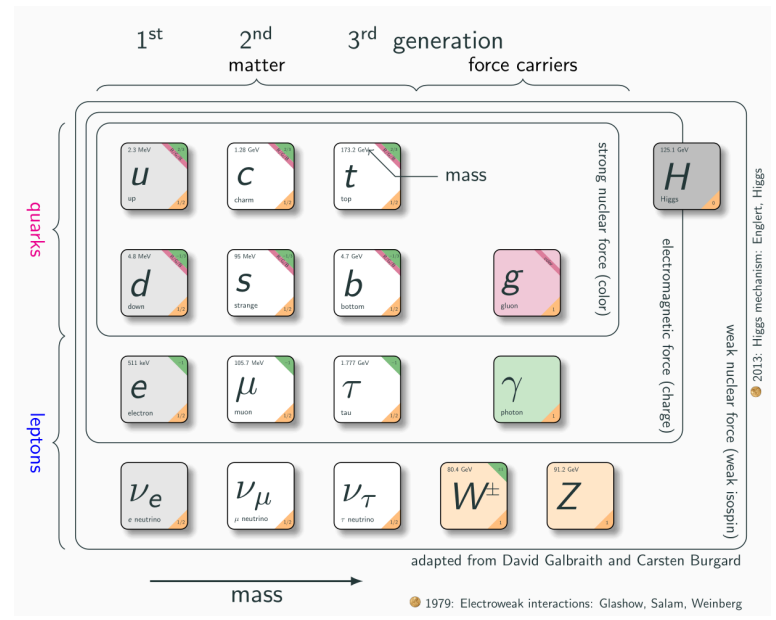 1st 2nd 3rd generation
matter force carriers
2.3 MeV
u
up
1/2
1.28 GeV
c
charm
1/2
173.2 GeV
t
top
1/2
mass
125.1 GeV
H
Higgs
0
4.8 MeV
d
down
1/2
95 MeV
s
strange
1/2
4.7 GeV
b
bottom
1/2
g
gluon
1
511 keV
e
electron
1/2
105.7 MeV
μ
muon
1/2
1.777 GeV
τ
tau
1/2
γ
photon
1
νe
e neutrino
1/2
νμ
μ neutrino
1/2
ντ
τ neutrino
1/2
80.4 GeV
W±
1
91.2 GeV
Z
1
quarks
leptons
strong nuclear force (color)
electromagnetic force (charge)
weak nuclear force (weak isospin)
2013: Higgs mechanism: Englert, Higgs
adapted from David Galbraith and Carsten Burgard
mass
1979: Electroweak interactions: Glashow, Salam, Weinberg